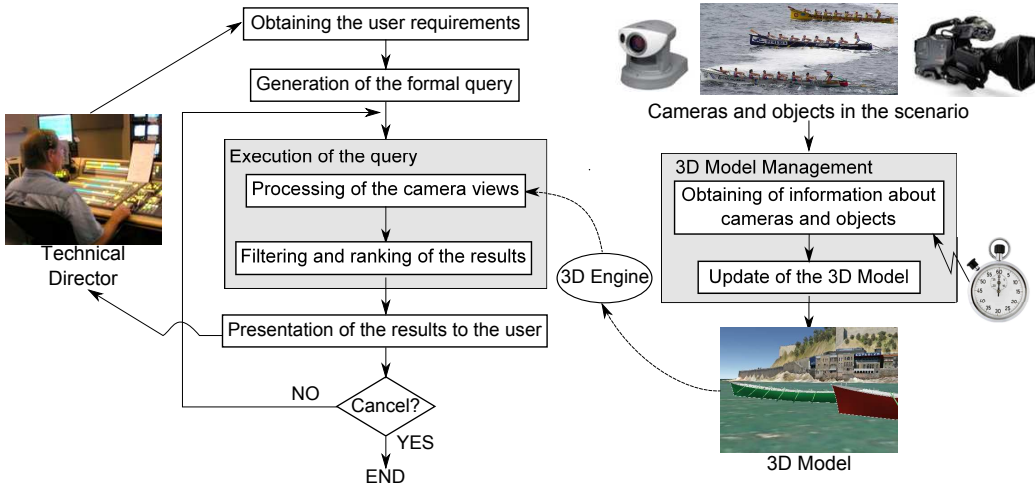 Obtaining the user requirements
Generation of the formal query
Execution of the query
Processing of the camera views
Filtering and ranking of the results
Presentation of the results to the user
Cancel?
NO
YES
END
Technical
Director
3D Engine
Cameras and objects in the scenario
3D Model Management
Obtaining of information about
cameras and objects
Update of the 3D Model
3D Model